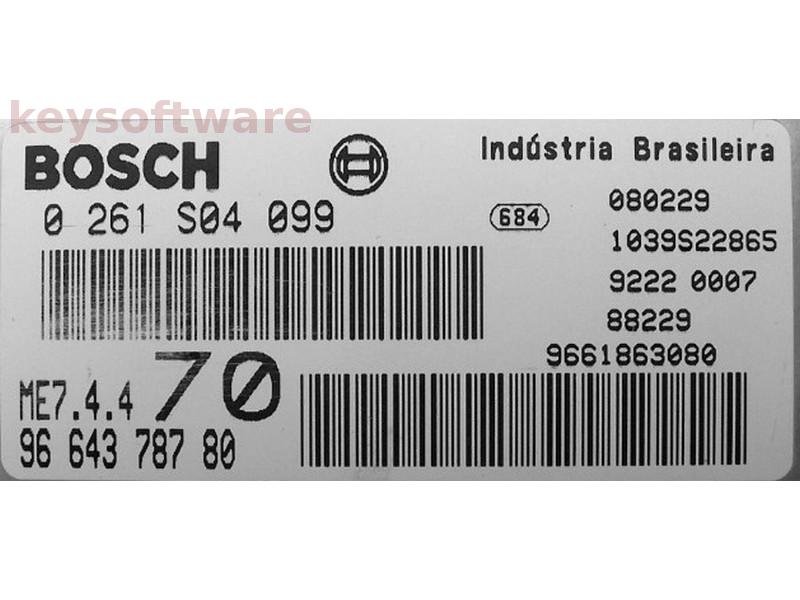 keysoftware
BOSCH
Indústria Brasileira
0 261 S04 099
684
080229
1039S22865
9222 0007
88229
9661863080
ME7.4.4 70
96 643 787 80